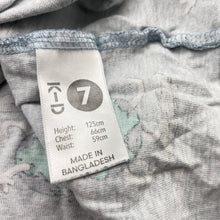 K-D
7
Height: 125cm
Chest: 66cm
Waist: 59cm
MADE IN
BANGLADESH